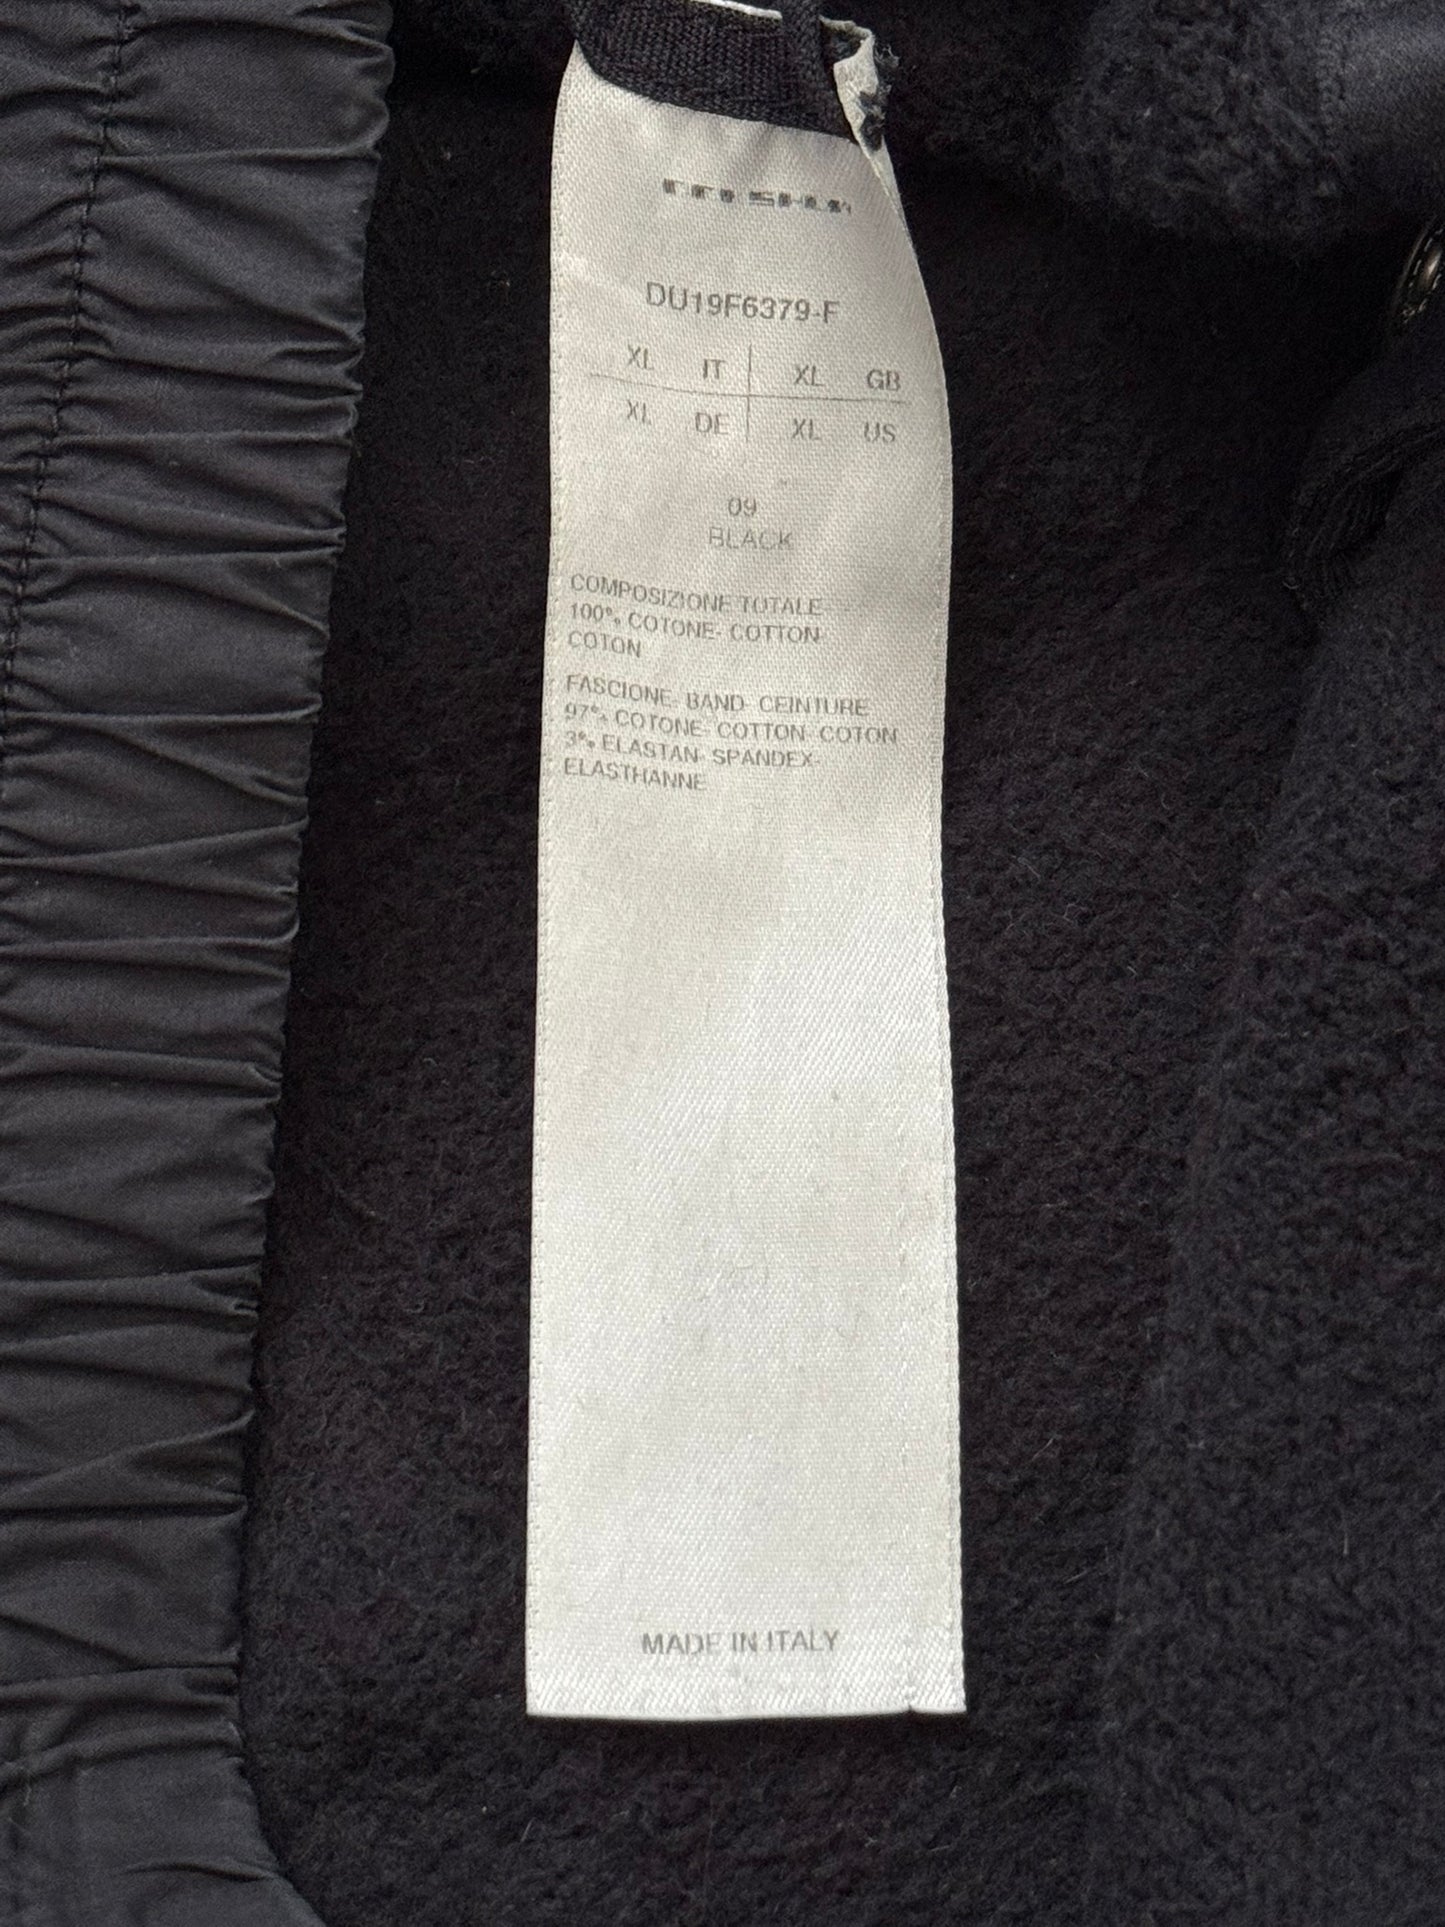 DU19F6379-F
XL IT XL GB
XL DE XL US
09
BLACK
COMPOSIZIONE TOTALE-
100% COTONE- COTTON-
COTON
FASCIONE- BAND- CEINTURE
97% COTONE- COTTON- COTON
3% ELASTAN- SPANDEX-
ELASTHANNE
MADE IN ITALY